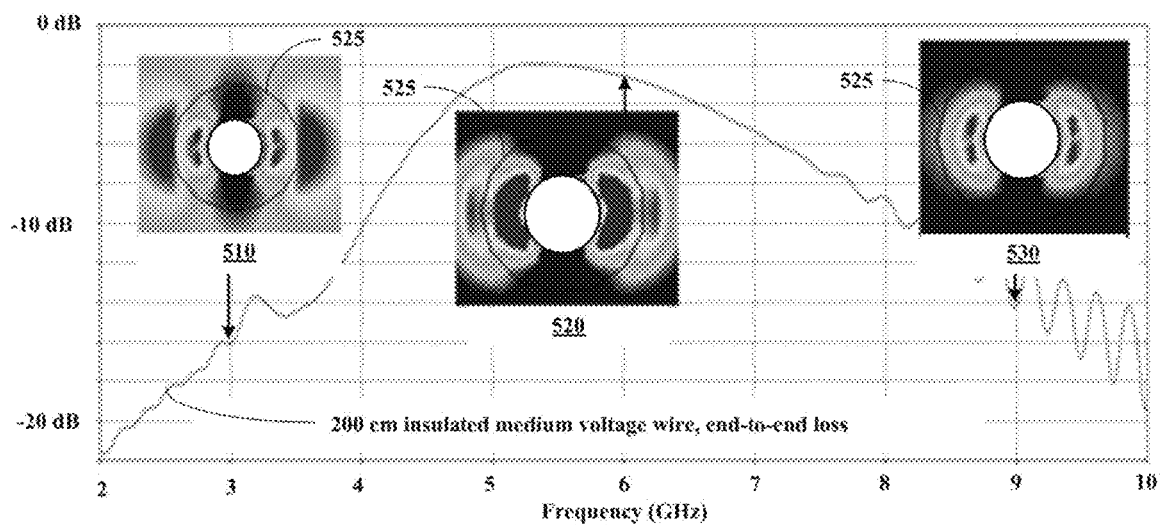 0 dB
525
525
525
-10 dB
510
520
530
-20 dB
200 cm insulated medium voltage wire, end-to-end loss
2 3 4 5 6 7 8 9 10
Frequency (GHz)